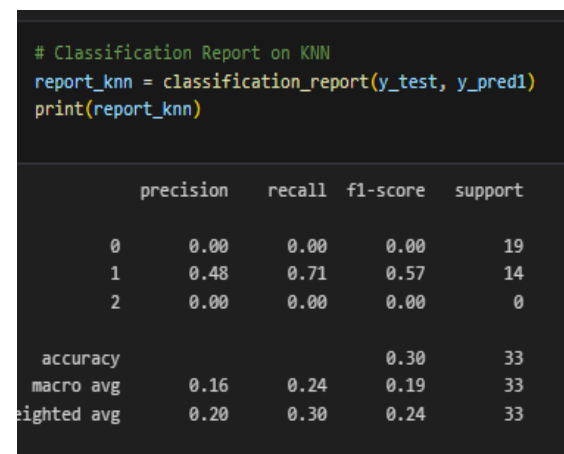 # Classification Report on KNN
report_knn = classification_report(y_test, y_pred1)
print(report_knn)
precision recall f1-score support
0 0.00 0.00 0.00 19
1 0.48 0.71 0.57 14
2 0.00 0.00 0.00 0
accuracy 0.30 33
macro avg 0.16 0.24 0.19 33
eighted avg 0.20 0.30 0.24 33